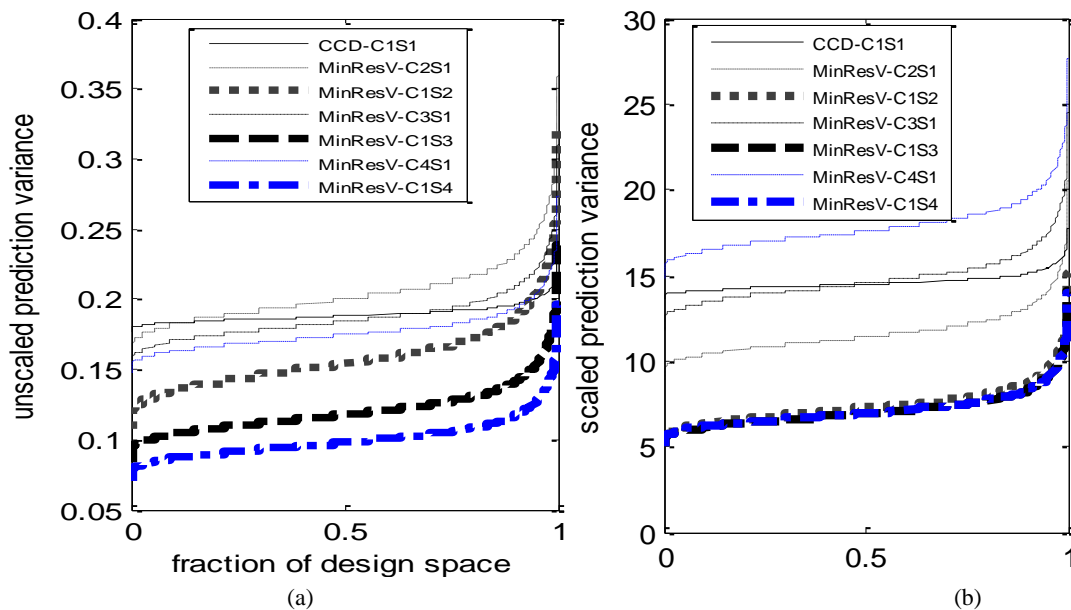 0.4
0.35
0.3
0.25
0.2
0.15
0.1
0.05
unscaled prediction variance
CCD-C1S1
MinResV-C2S1
MinResV-C1S2
MinResV-C3S1
MinResV-C1S3
MinResV-C4S1
MinResV-C1S4
0
0.5
1
fraction of design space
(a)
30
25
20
15
10
5
0
scaled prediction variance
CCD-C1S1
MinResV-C2S1
MinResV-C1S2
MinResV-C3S1
MinResV-C1S3
MinResV-C4S1
MinResV-C1S4
0
0.5
1
(b)